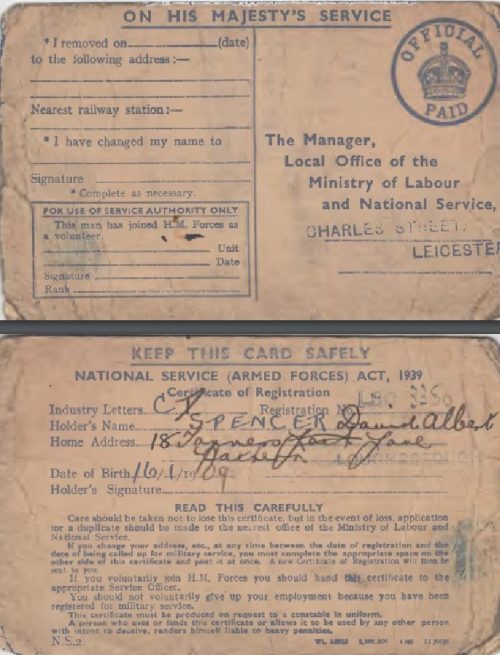 ON HIS MAJESTY'S SERVICE
* I removed on (date)
to the following address :—
Nearest railway station :—
* I have changed my name to
Signature
* Complete as necessary.
FOR USE OF SERVICE AUTHORITY ONLY
This man has joined H.M. Forces as
a volunteer.
Unit
Date
Signature
Rank
OFFICIAL
PAID
The Manager,
Local Office of the
Ministry of Labour
and National Service,
CHARLES STREET.
LEICESTER
KEEP THIS CARD SAFELY
NATIONAL SERVICE (ARMED FORCES) ACT, 1939
Certificate of Registration
Industry Letters CX Registration No.
Holder's Name SPENCER David Albert
Home Address 18 Lane
Date of Birth 16/1/1909
Holder's Signature
READ THIS CAREFULLY
Care should be taken not to lose this certificate, but in the event of loss, application
for a duplicate should be made to the nearest office of the Ministry of Labour and
National Service.
If you change your address, etc., at any time between the date of registration and the
date of being called up for military service, you must complete the appropriate space on the
other side of this certificate and post it at once. A new Certificate of Registration will then be
sent to you.
If you voluntarily join H.M. Forces you should hand this certificate to the
appropriate Service Officer.
You should not voluntarily give up your employment because you have been
registered for military service.
This certificate must be produced on request to a constable in uniform.
A person who uses or lends this certificate or allows it to be used by any other person
with intent to deceive, renders himself liable to heavy penalties.
N.S.2.